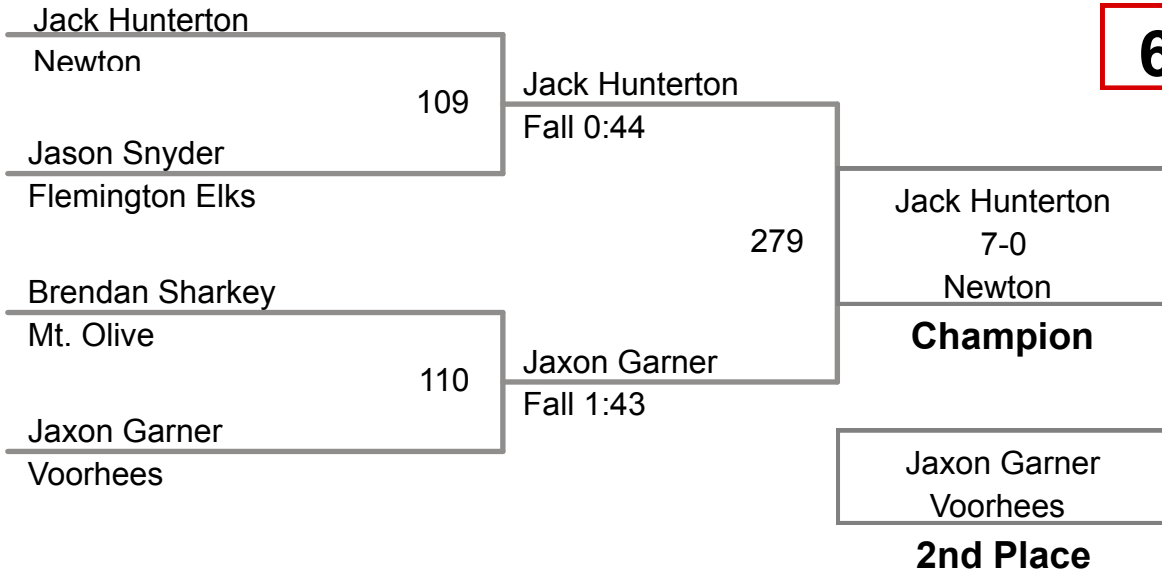 Jack Hunterton
Newton
109
Jason Snyder
Flemington Elks
Jack Hunterton
Fall 0:44
279
Brendan Sharkey
Mt. Olive
110
Jaxon Garner
Voorhees
Jaxon Garner
Fall 1:43
6
Jack Hunterton
7-0
Newton
Champion
Jaxon Garner
Voorhees
2nd Place